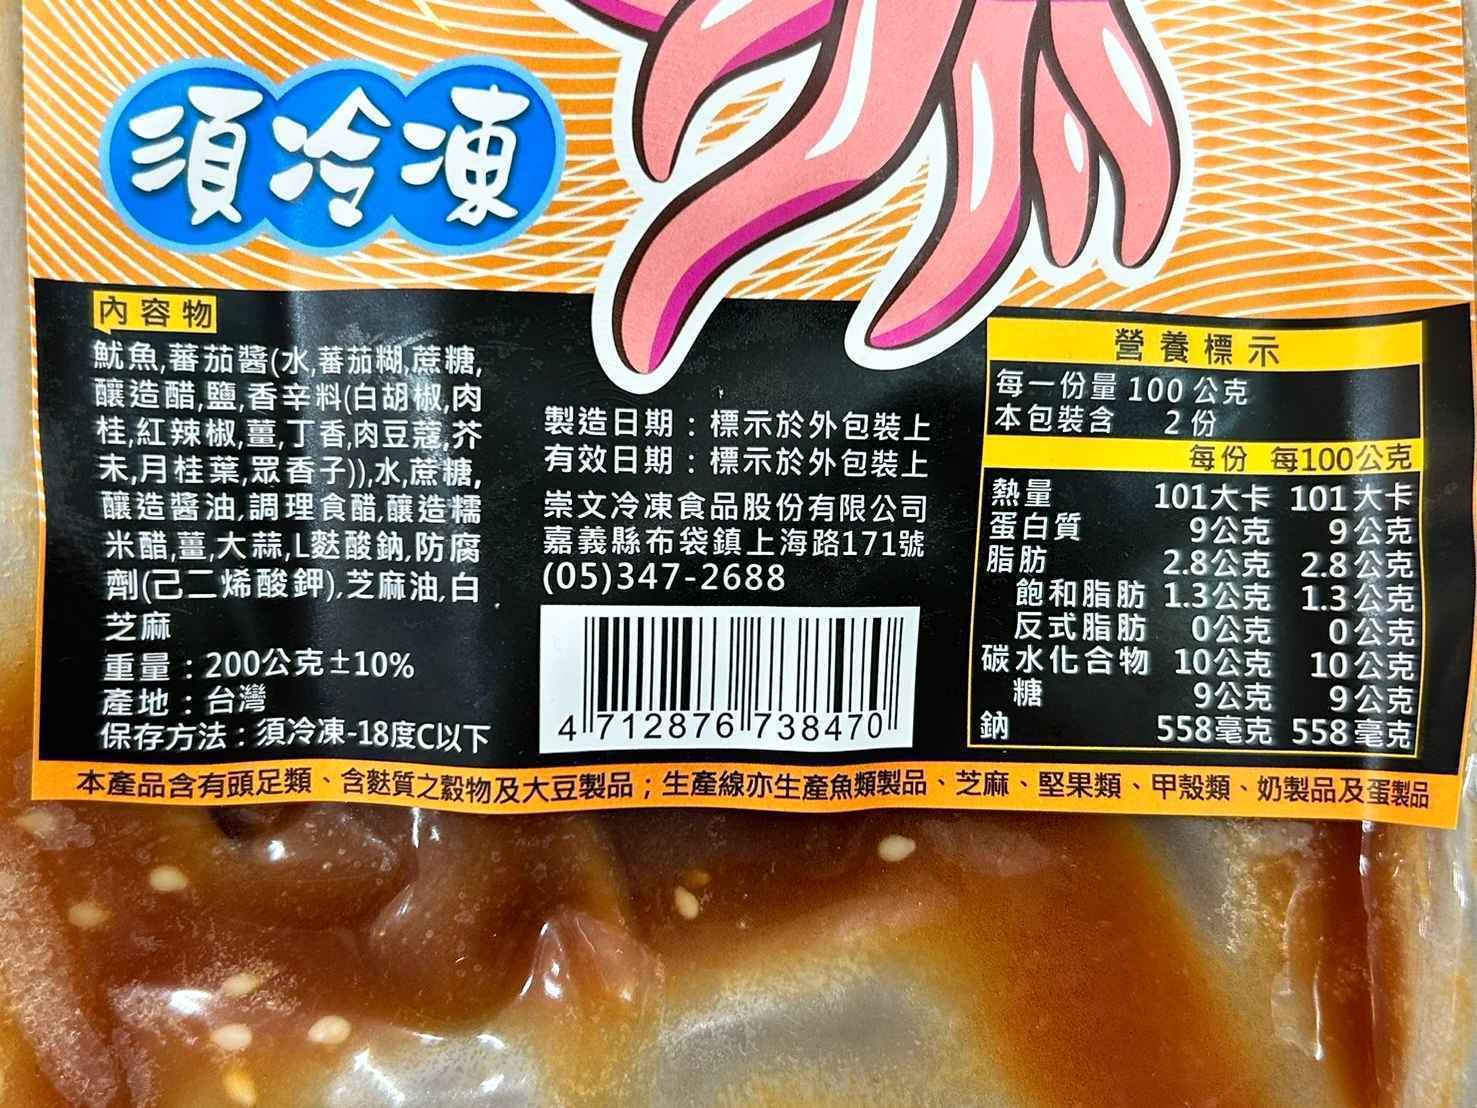 須冷凍
內容物
魷魚,蕃茄醬(水,蕃茄糊,蔗糖,
釀造醋,鹽,香辛料(白胡椒,肉
桂,紅辣椒,薑,丁香,肉豆蔻,芥
末,月桂葉,眾香子)),水,蔗糖,
釀造醬油,調理食醋,釀造糯
米醋,薑,大蒜,L麩酸鈉,防腐
劑(己二烯酸鉀),芝麻油,白
芝麻
重量:200公克±10%
產地:台灣
保存方法:須冷凍-18度C以下
製造日期:標示於外包裝上
有效日期:標示於外包裝上
崇文冷凍食品股份有限公司
嘉義縣布袋鎮上海路171號
(05)347-2688
4 712876 738470
營養標示
每一份量 100 公克
本包裝含 2 份
每份 每100公克
熱量 101大卡 101大卡
蛋白質 9公克 9公克
脂肪 2.8公克 2.8公克
飽和脂肪 1.3公克 1.3公克
反式脂肪 0公克 0公克
碳水化合物 10公克 10公克
糖 9公克 9公克
鈉 558毫克 558毫克
本產品含有頭足類、含麩質之穀物及大豆製品;生產線亦生產魚類製品、芝麻、堅果類、甲殼類、奶製品及蛋製品